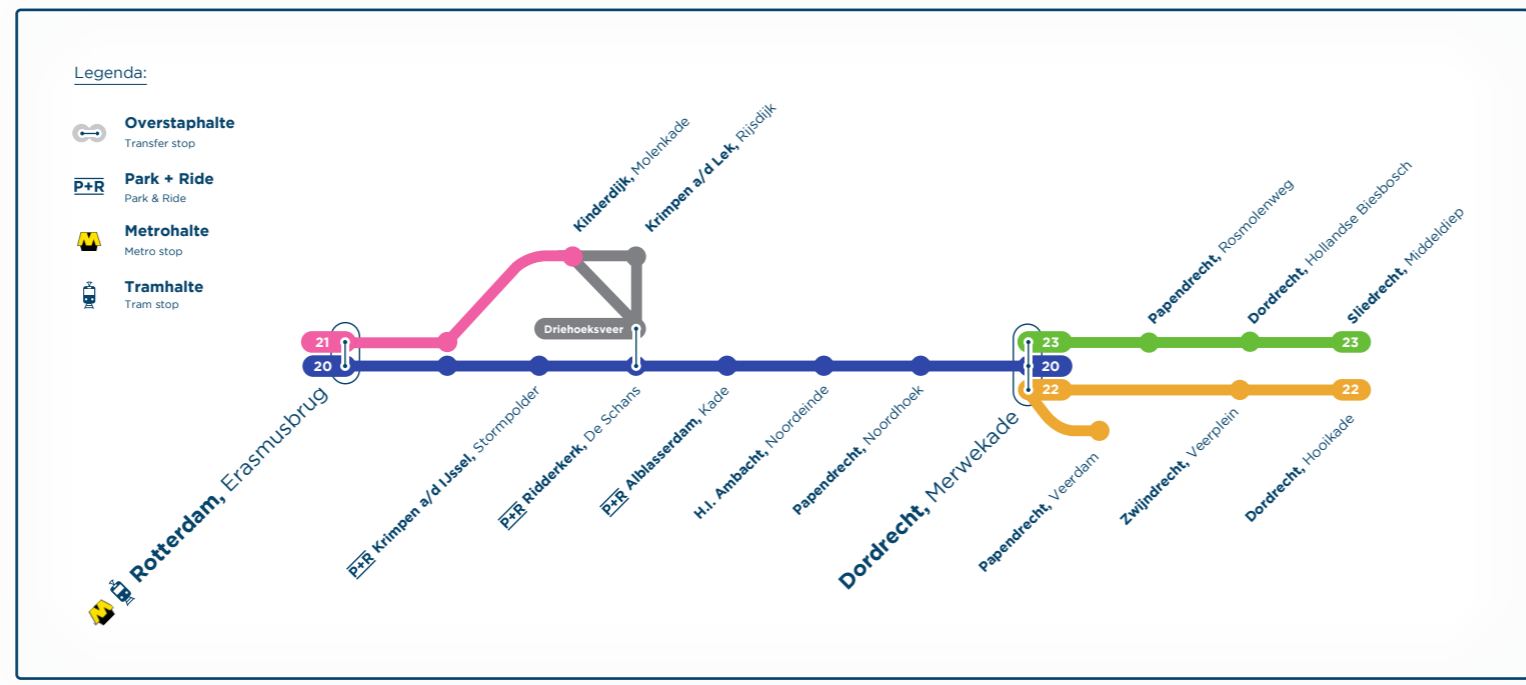 Legenda:
Overstaphalte
Transfer stop
P+R
Park + Ride
Park & Ride
M
Metrohalte
Metro stop
Tramhalte
Tram stop
Kinderdijk, Molenkade
Krimpen a/d Lek, Rijsdijk
Papendrecht, Rosmolenweg
Dordrecht, Hollandse Biesbosch
Sliedrecht, Middeldiep
Driehoeksveer
21
23
23
20
20
22
22
M Rotterdam, Erasmusbrug
P+R Krimpen a/d IJssel, Stormpolder
P+R Ridderkerk, De Schans
P+R Alblasserdam, Kade
H.I. Ambacht, Noordeinde
Papendrecht, Noordhoek
Dordrecht, Merwekade
Papendrecht, Veerdam
Zwijndrecht, Veerplein
Dordrecht, Hooikade